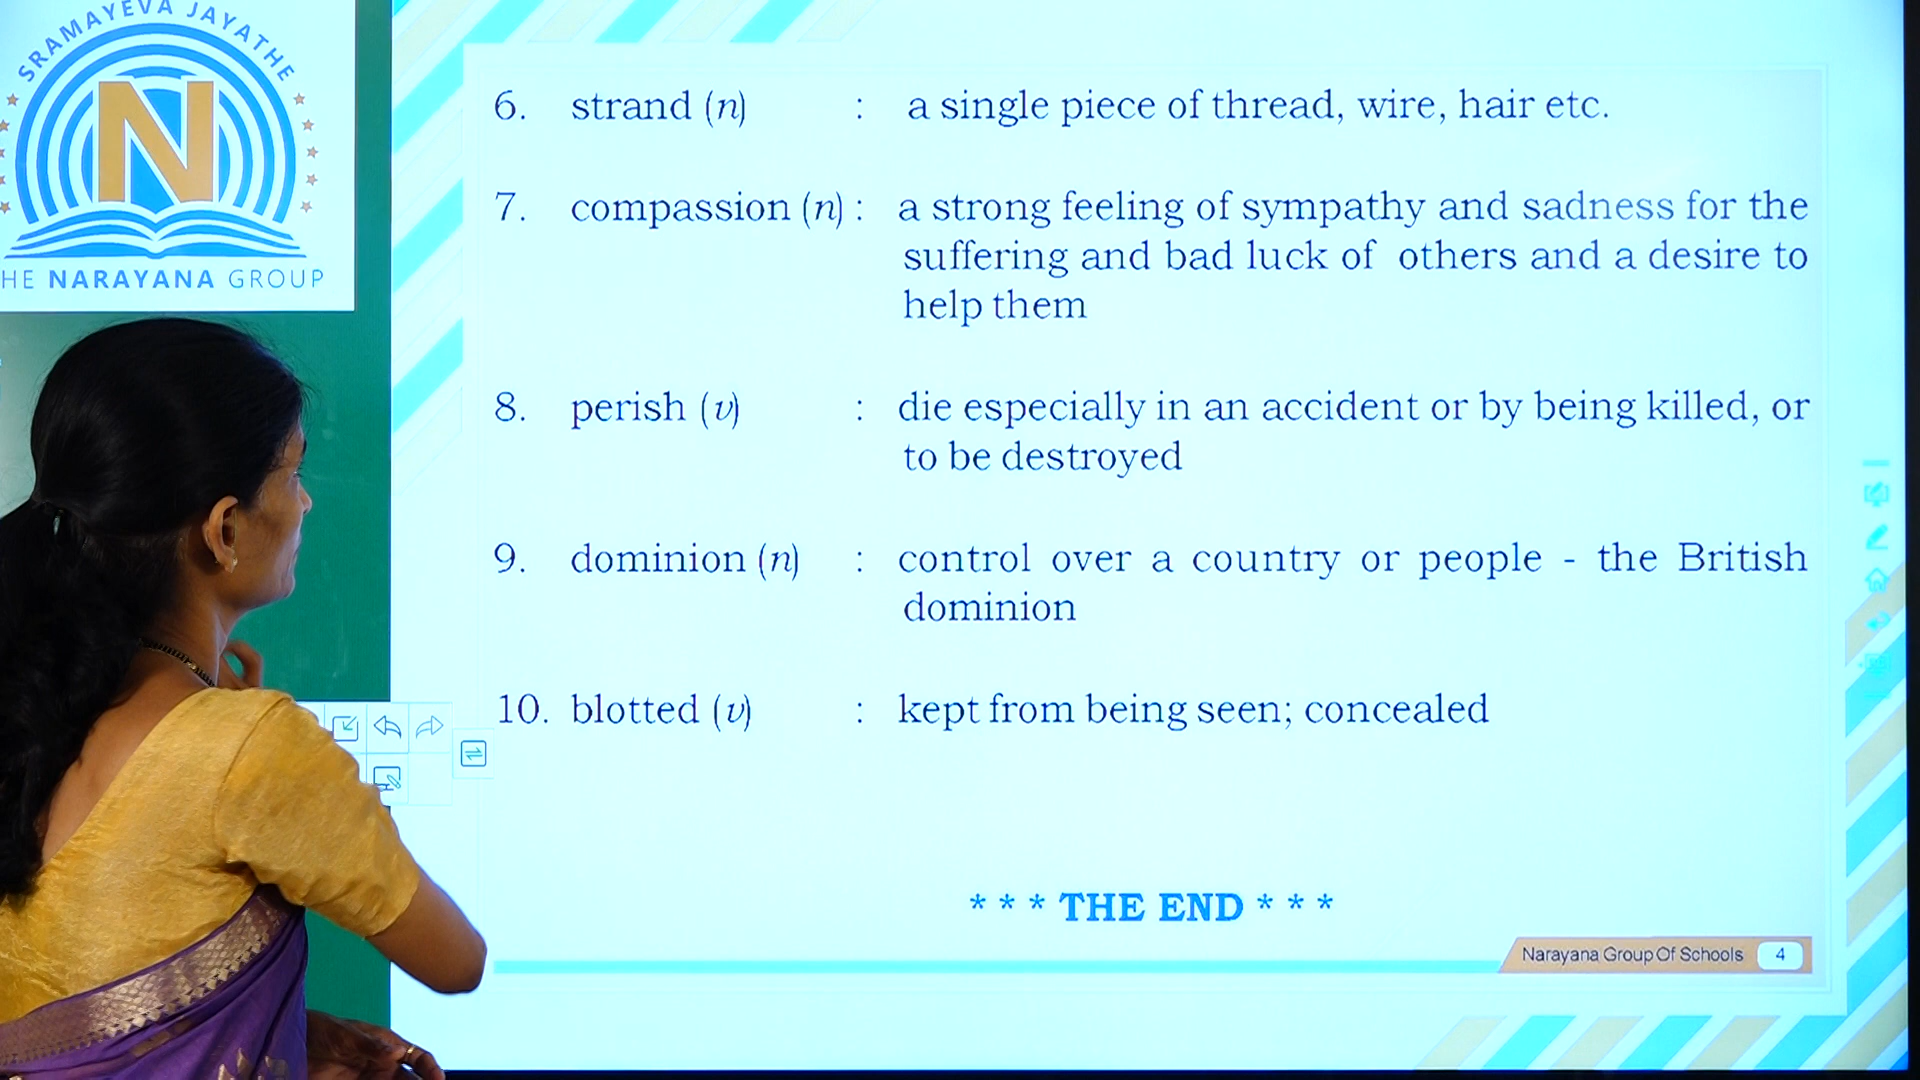 SRAMAYEVA JAYATHE
N
HE NARAYANA GROUP
6. strand (n) : a single piece of thread, wire, hair etc.
7. compassion (n) : a strong feeling of sympathy and sadness for the
suffering and bad luck of others and a desire to
help them
8. perish (v) : die especially in an accident or by being killed, or
to be destroyed
9. dominion (n) : control over a country or people - the British
dominion
10. blotted (v) : kept from being seen; concealed
* * * THE END * * *
Narayana Group Of Schools 4